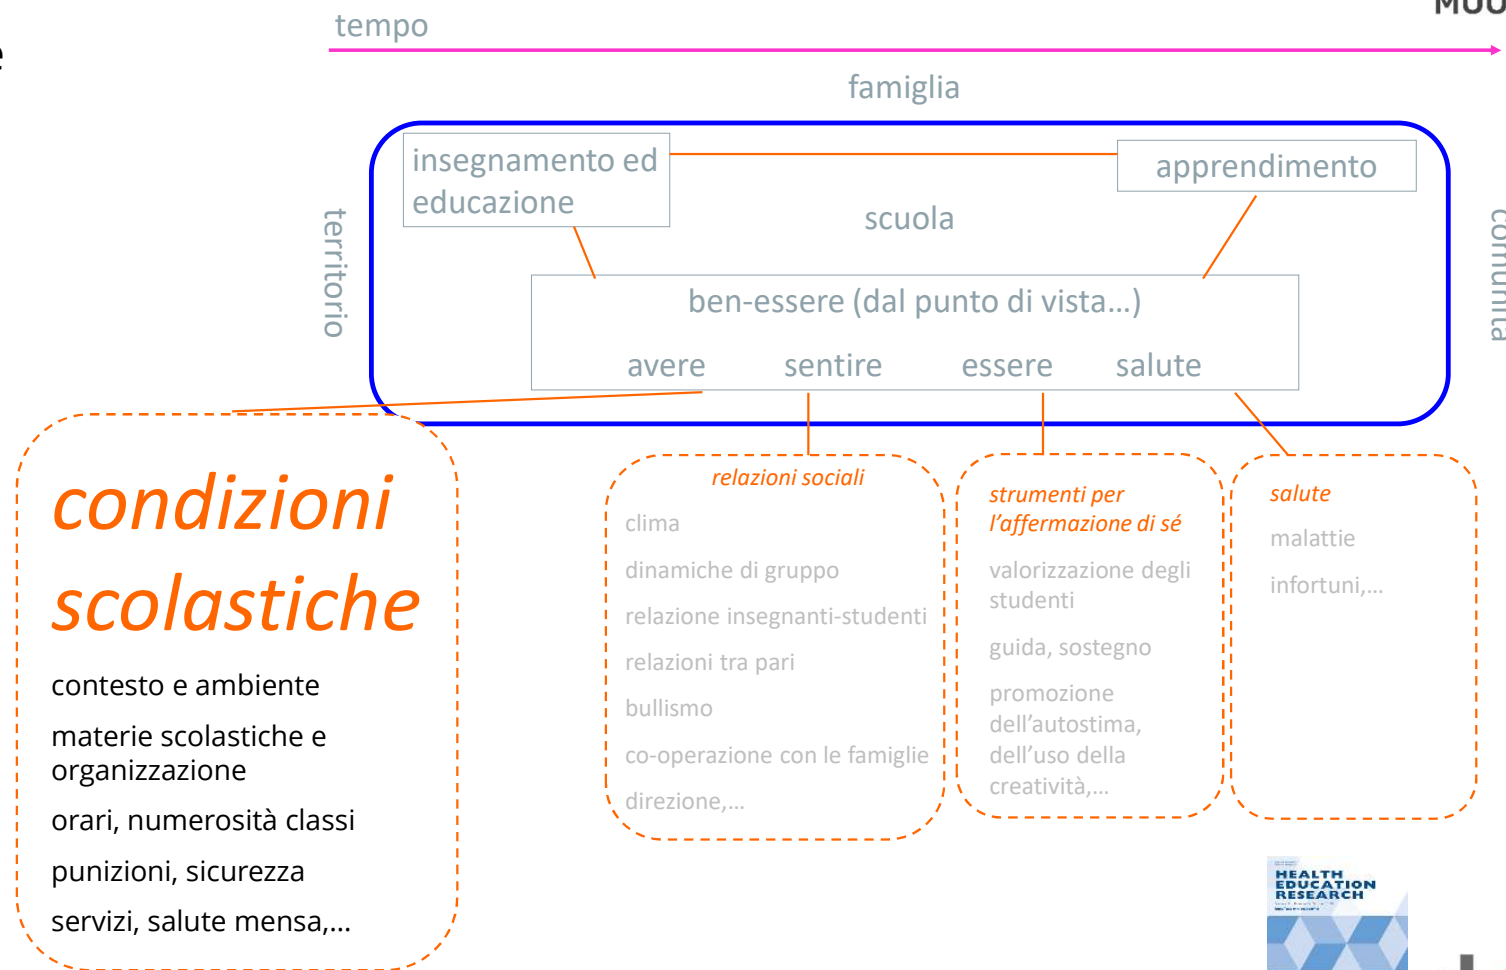 tempo
famiglia
insegnamento ed
educazione
apprendimento
scuola
territorio
comunità
ben-essere (dal punto di vista...)
avere sentire essere salute
condizioni
scolastiche
contesto e ambiente
materie scolastiche e
organizzazione
orari, numerosità classi
punizioni, sicurezza
servizi, salute mensa,...
relazioni sociali
clima
dinamiche di gruppo
relazione insegnanti-studenti
relazioni tra pari
bullismo
co-operazione con le famiglie
direzione,...
strumenti per
l'affermazione di sé
valorizzazione degli
studenti
guida, sostegno
promozione
dell'autostima,
dell'uso della
creatività,...
salute
malattie
infortuni,...
HEALTH
EDUCATION
RESEARCH